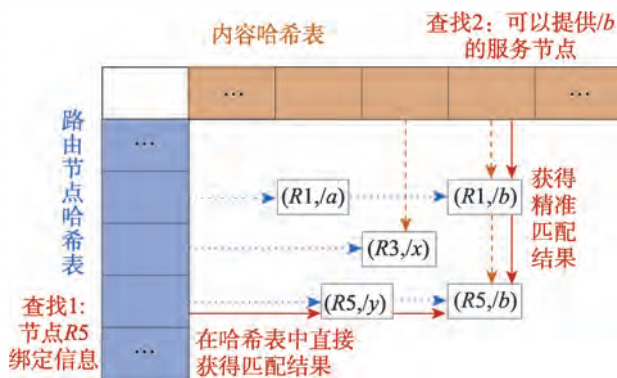 内容哈希表
查找2：可以提供/b
的服务节点
... ...
路由节点哈希表
...
(R1,/a)
(R1,/b)
获得
精准
匹配
结果
(R3,/x)
(R5,/y)
(R5,/b)
查找1:
节点R5
绑定信息
...
在哈希表中直接
获得匹配结果